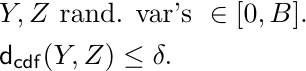 Y, Z rand. var's ∈ [0, B].
d_cdf(Y, Z) ≤ δ.